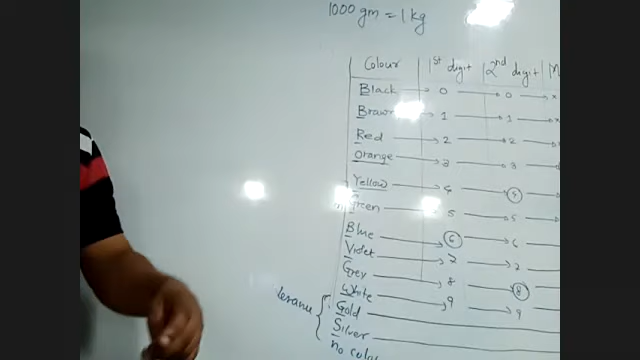 1000 gm = 1 kg
Colour 1st digit 2nd digit
Black 0 0
Brown 1 1
Red 2 2
Orange 3 3
Yellow 4 4
Green 5 5
Blue 6 6
Violet 7 7
Grey 8 8
White 9 9
Gold
Silver
no color